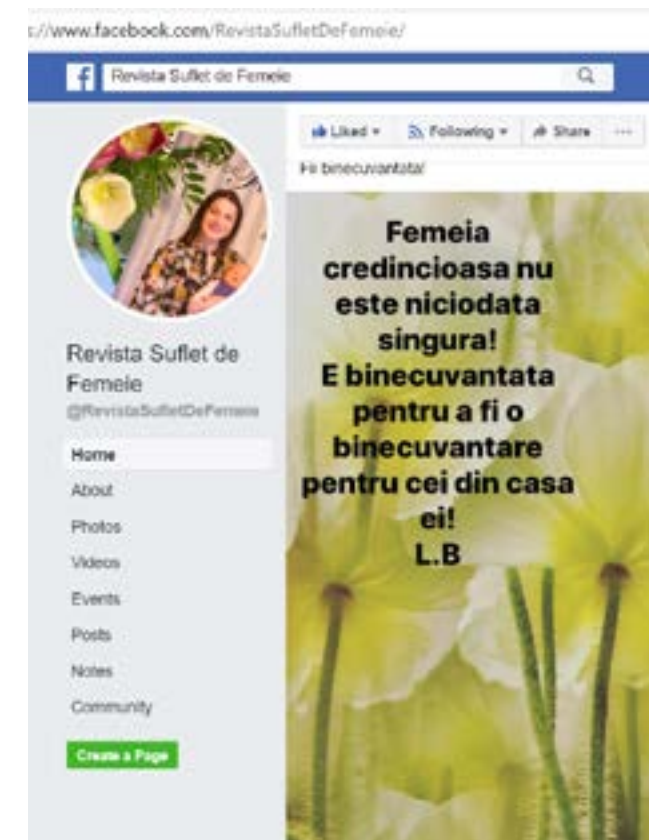 s://www.facebook.com/RevistaSufletDeFemeie/
f
Revista Suflet de Femeie
Liked
Following
Share
Fii binecuvantata!
Femeia
credincioasa nu
este niciodata
singura!
E binecuvantata
pentru a fi o
binecuvantare
pentru cei din casa
ei!
L.B
Revista Suflet de
Femeie
@RevistaSufletDeFemeie
Home
About
Photos
Videos
Events
Posts
Notes
Community
Create a Page